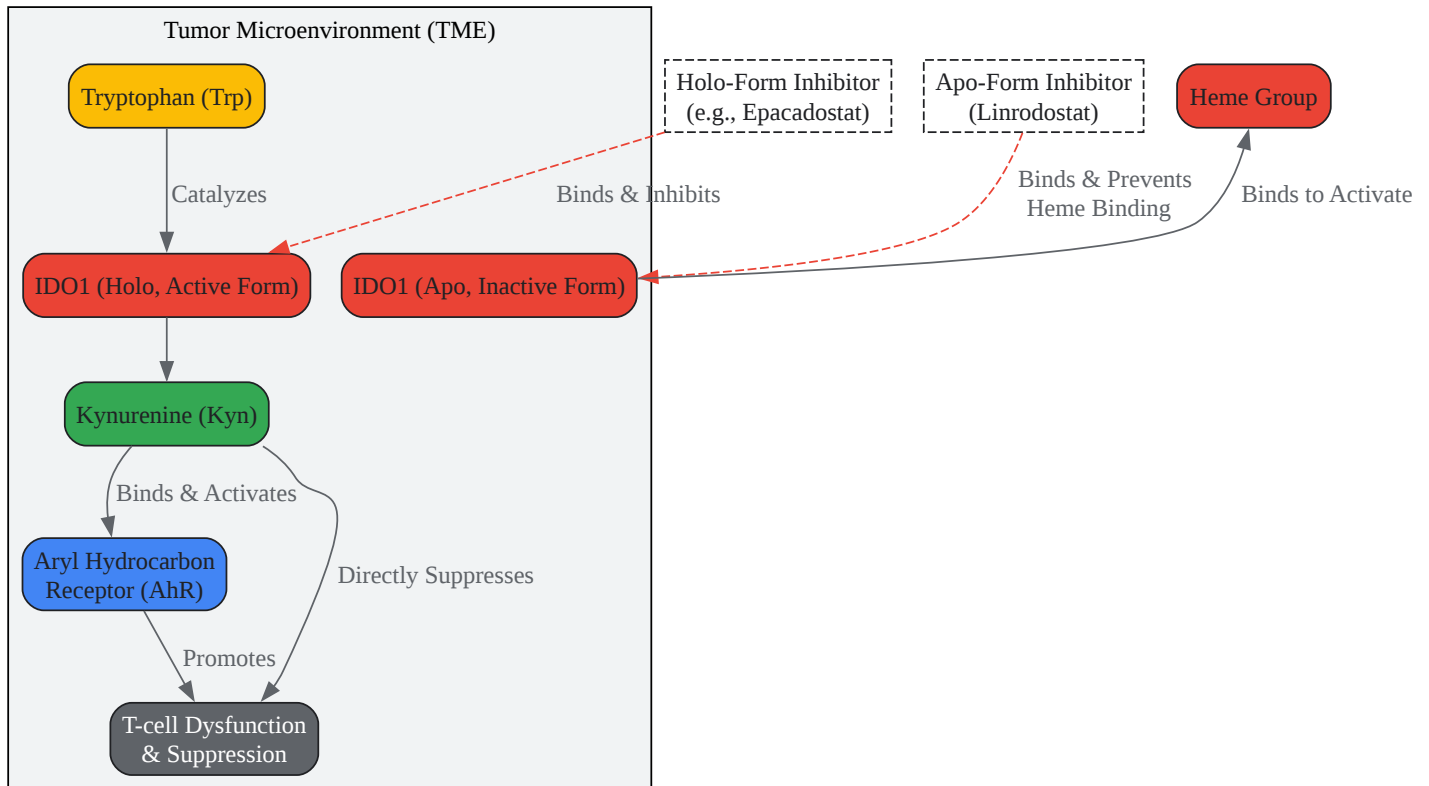 Tumor Microenvironment (TME)
Tryptophan (Trp)
Holo-Form Inhibitor
(e.g., Epacadostat)
Apo-Form Inhibitor
(Linrodostat)
Heme Group
Catalyzes
Binds & Inhibits
Binds & Prevents
Heme Binding
Binds to Activate
IDO1 (Holo, Active Form)
IDO1 (Apo, Inactive Form)
Kynurenine (Kyn)
Binds & Activates
Aryl Hydrocarbon
Receptor (AhR)
Directly Suppresses
Promotes
T-cell Dysfunction
& Suppression